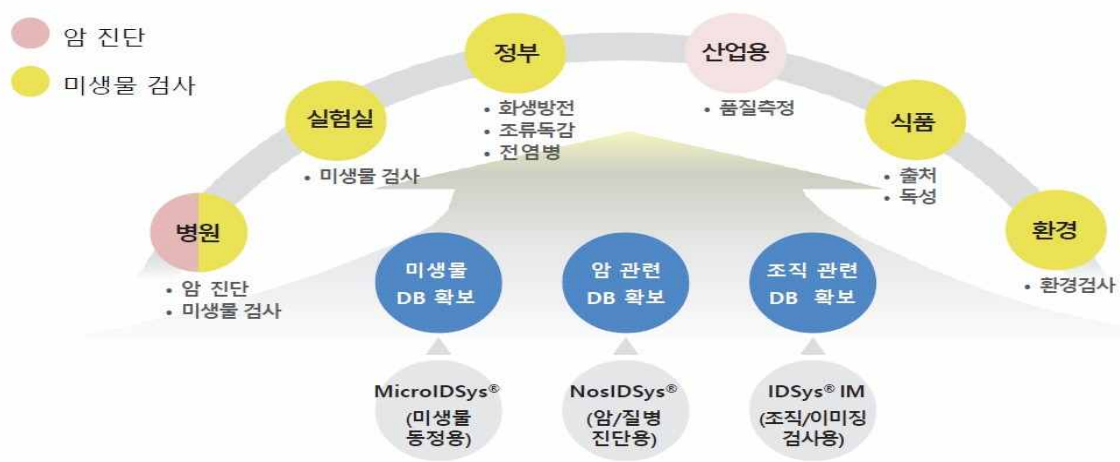 암 진단
미생물 검사
정부
• 화생방전
• 조류독감
• 전염병
산업용
• 품질측정
실험실
• 미생물 검사
식품
• 출처
• 독성
병원
• 암 진단
• 미생물 검사
환경
• 환경검사
미생물
DB 확보
암 관련
DB 확보
조직 관련
DB 확보
MicroIDSys®
(미생물
동정용)
NosIDSys®
(암/질병
진단용)
IDSys® IM
(조직/이미징
검사용)